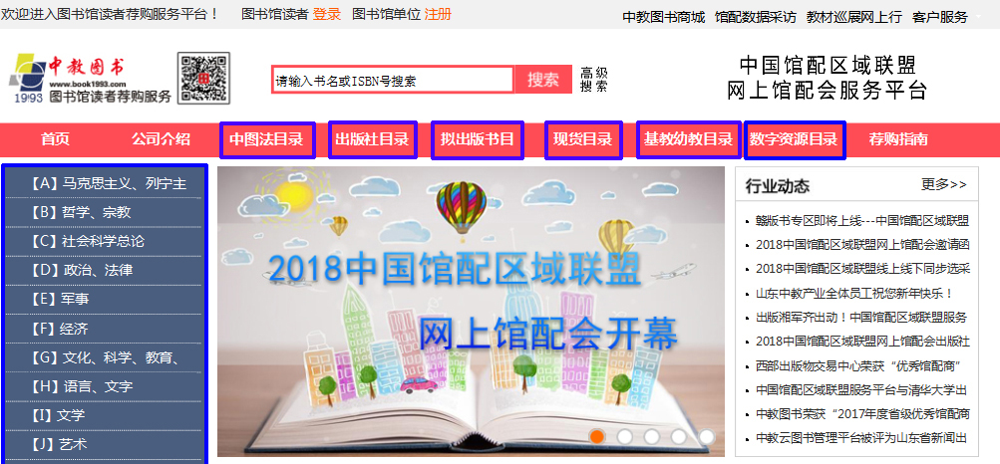 欢迎进入图书馆读者荐购服务平台！ 图书馆读者 登录 图书馆单位 注册
中教图书商城 馆配数据采访 教材巡展网上行 客户服务
中教图书
www.book1993.com
1993 图书馆读者荐购服务
请输入书名或ISBN号搜索 搜索 高级搜索
中国馆配区域联盟
网上馆配会服务平台
首页 公司介绍 中图法目录 出版社目录 拟出版书目 现货目录 基教幼教目录 数字资源目录 荐购指南
【A】马克思主义、列宁主
【B】哲学、宗教
【C】社会科学总论
【D】政治、法律
【E】军事
【F】经济
【G】文化、科学、教育、
【H】语言、文字
【I】文学
【J】艺术
2018中国馆配区域联盟
网上馆配会开幕
行业动态 更多>>
赣版书专区即将上线---中国馆配区域联盟
2018中国馆配区域联盟网上馆配会邀请函
2018中国馆配区域联盟线上线下同步选采
山东中教产业全体员工祝您新年快乐！
出版湘军齐出动！中国馆配区域联盟服务
2018中国馆配区域联盟网上馆配会出版社
西部出版物交易中心荣获“优秀馆配商”
中国馆配区域联盟服务平台与清华大学出
中教图书荣获“2017年度省级优秀馆配商
中教云图书管理平台被评为山东省新闻出